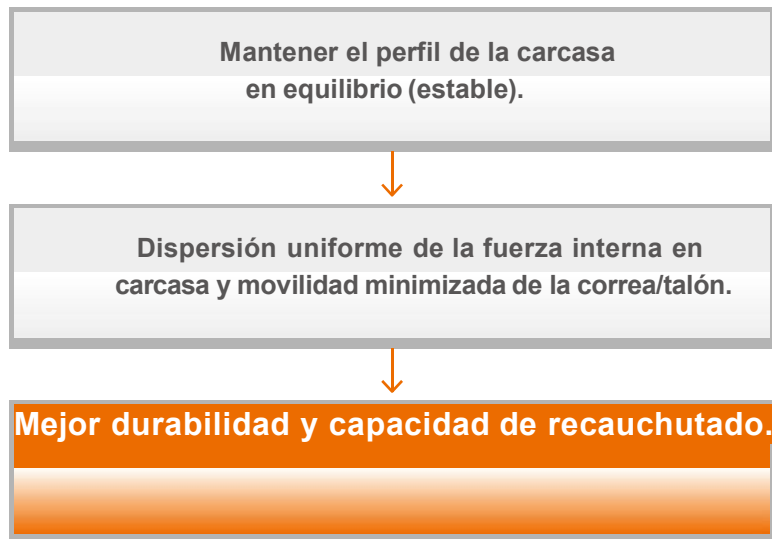 Mantener el perfil de la carcasa
en equilibrio (estable).
Dispersión uniforme de la fuerza interna en
carcasa y movilidad minimizada de la correa/talón.
Mejor durabilidad y capacidad de recauchutado.